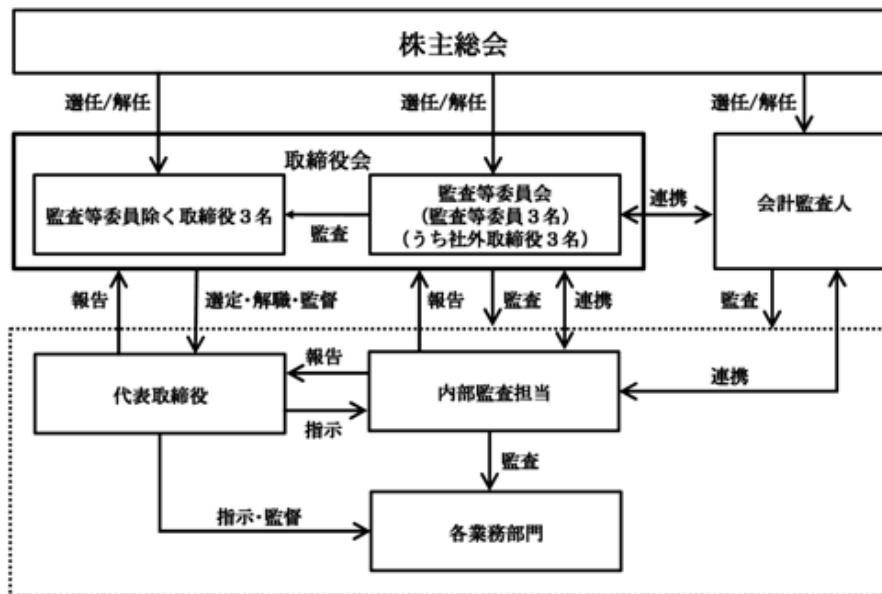 株主総会
選任/解任
選任/解任
選任/解任
取締役会
監査等委員除く取締役３名
監査
監査等委員会
（監査等委員３名）
（うち社外取締役３名）
連携
会計監査人
報告
選定・解職・監督
報告
監査
連携
監査
代表取締役
報告
指示
内部監査担当
連携
監査
指示・監督
各業務部門